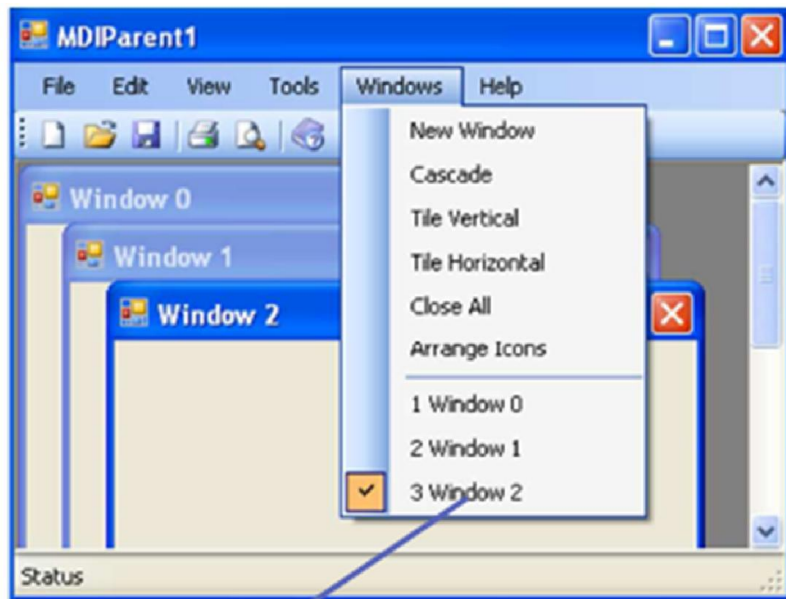 MDIParent1
File Edit View Tools Windows Help
New Window
Cascade
Tile Vertical
Tile Horizontal
Close All
Arrange Icons
1 Window 0
2 Window 1
3 Window 2
Window 0
Window 1
Window 2
Status